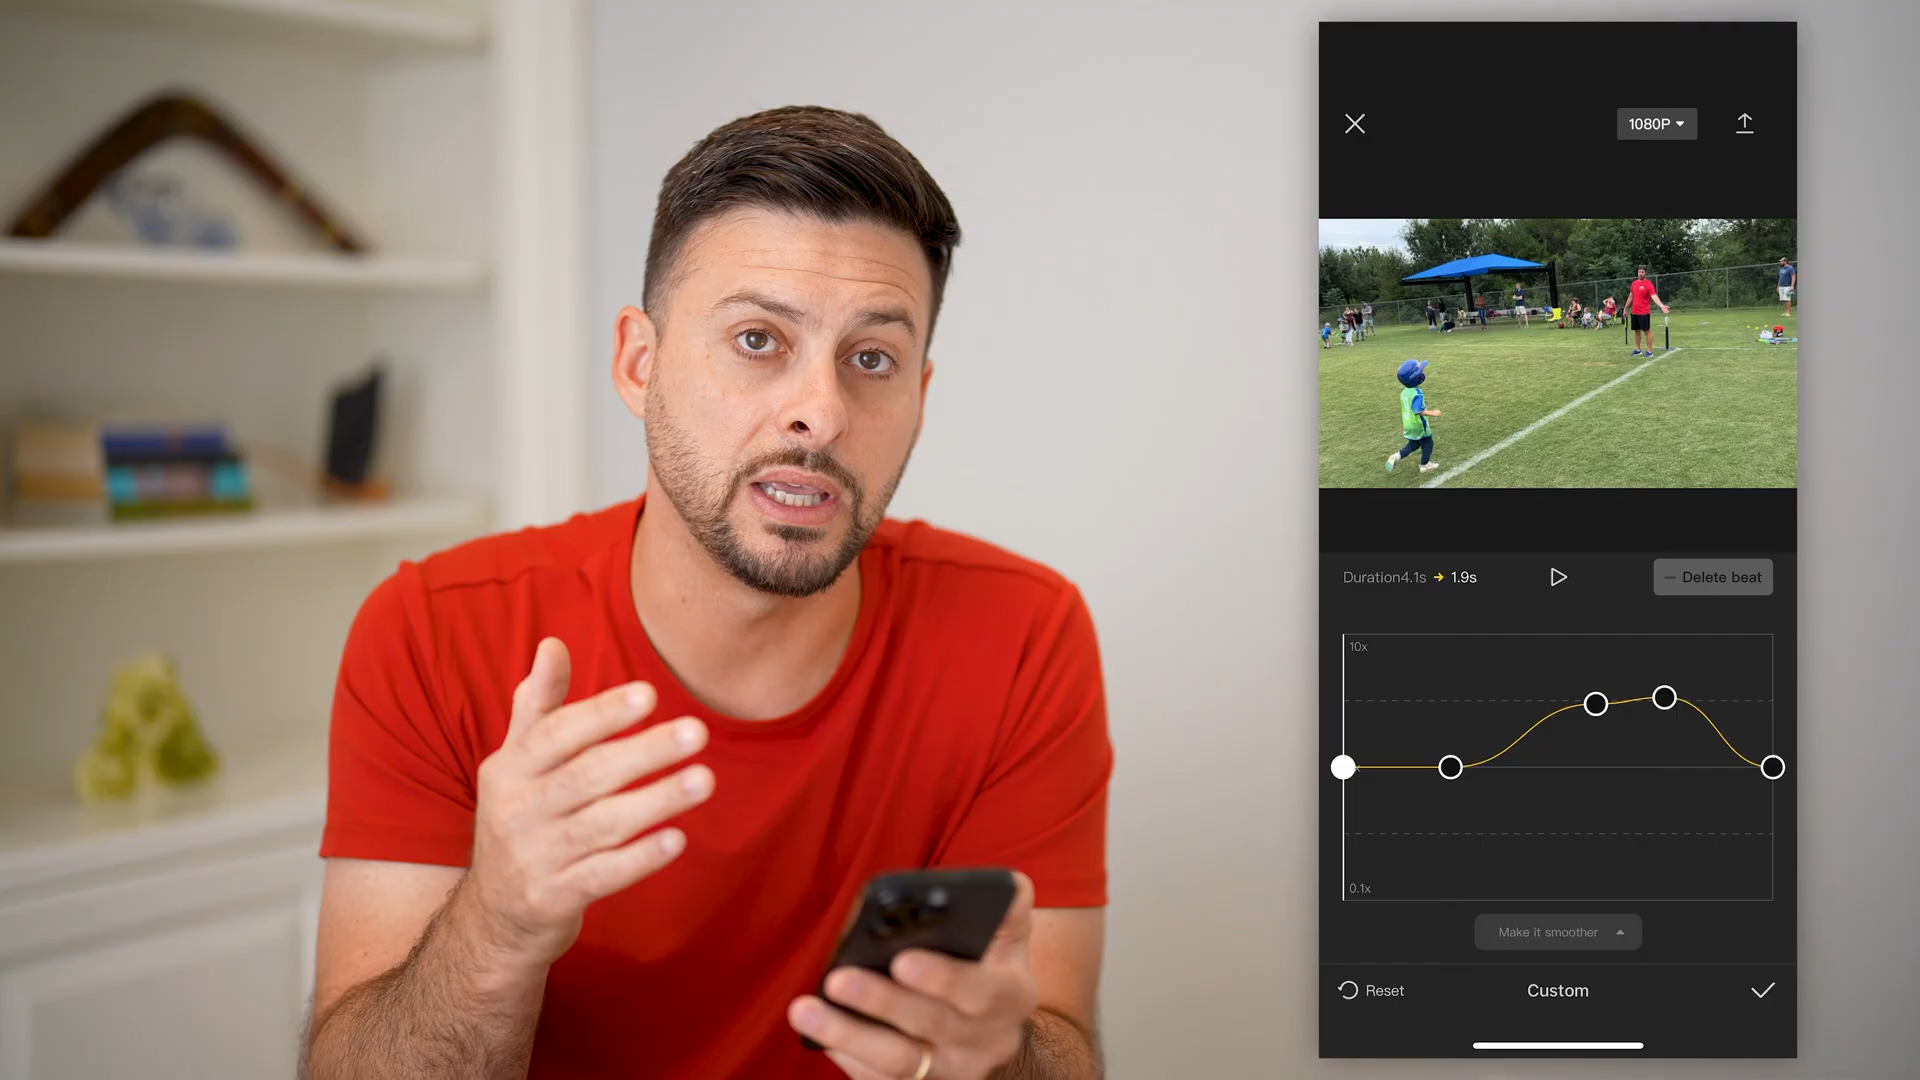 1080P
Duration4.1s → 1.9s
Delete beat
10x
0.1x
Make it smoother
Reset
Custom